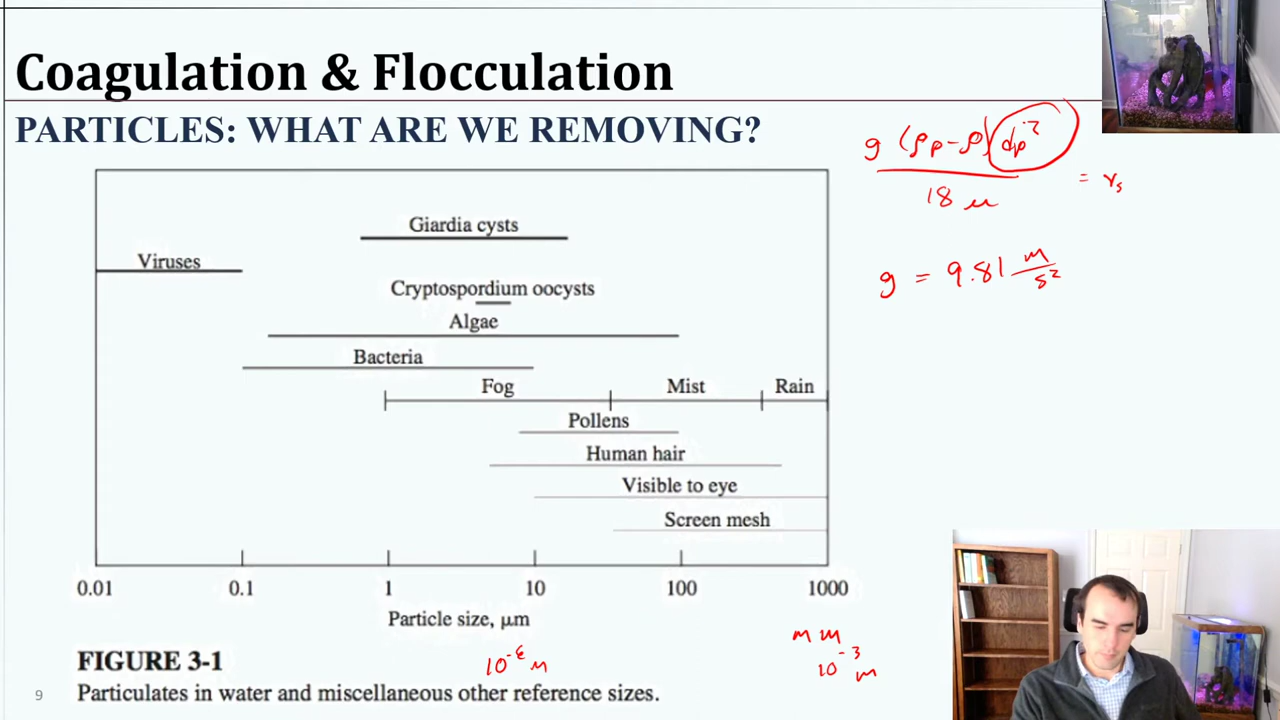 Coagulation & Flocculation
PARTICLES: WHAT ARE WE REMOVING?
g (ρp - ρ) dp²
18 μ
= vs
g = 9.81 m/s²
Giardia cysts
Viruses
Cryptospordium oocysts
Algae
Bacteria
Fog Mist Rain
Pollens
Human hair
Visible to eye
Screen mesh
0.01 0.1 1 10 100 1000
Particle size, μm
mm
10⁻⁶ m
10⁻³ m
FIGURE 3-1
9 Particulates in water and miscellaneous other reference sizes.